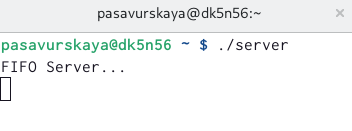 pasavurskaya@dk5n56:~
pasavurskaya@dk5n56 ~ $ ./server
FIFO Server...